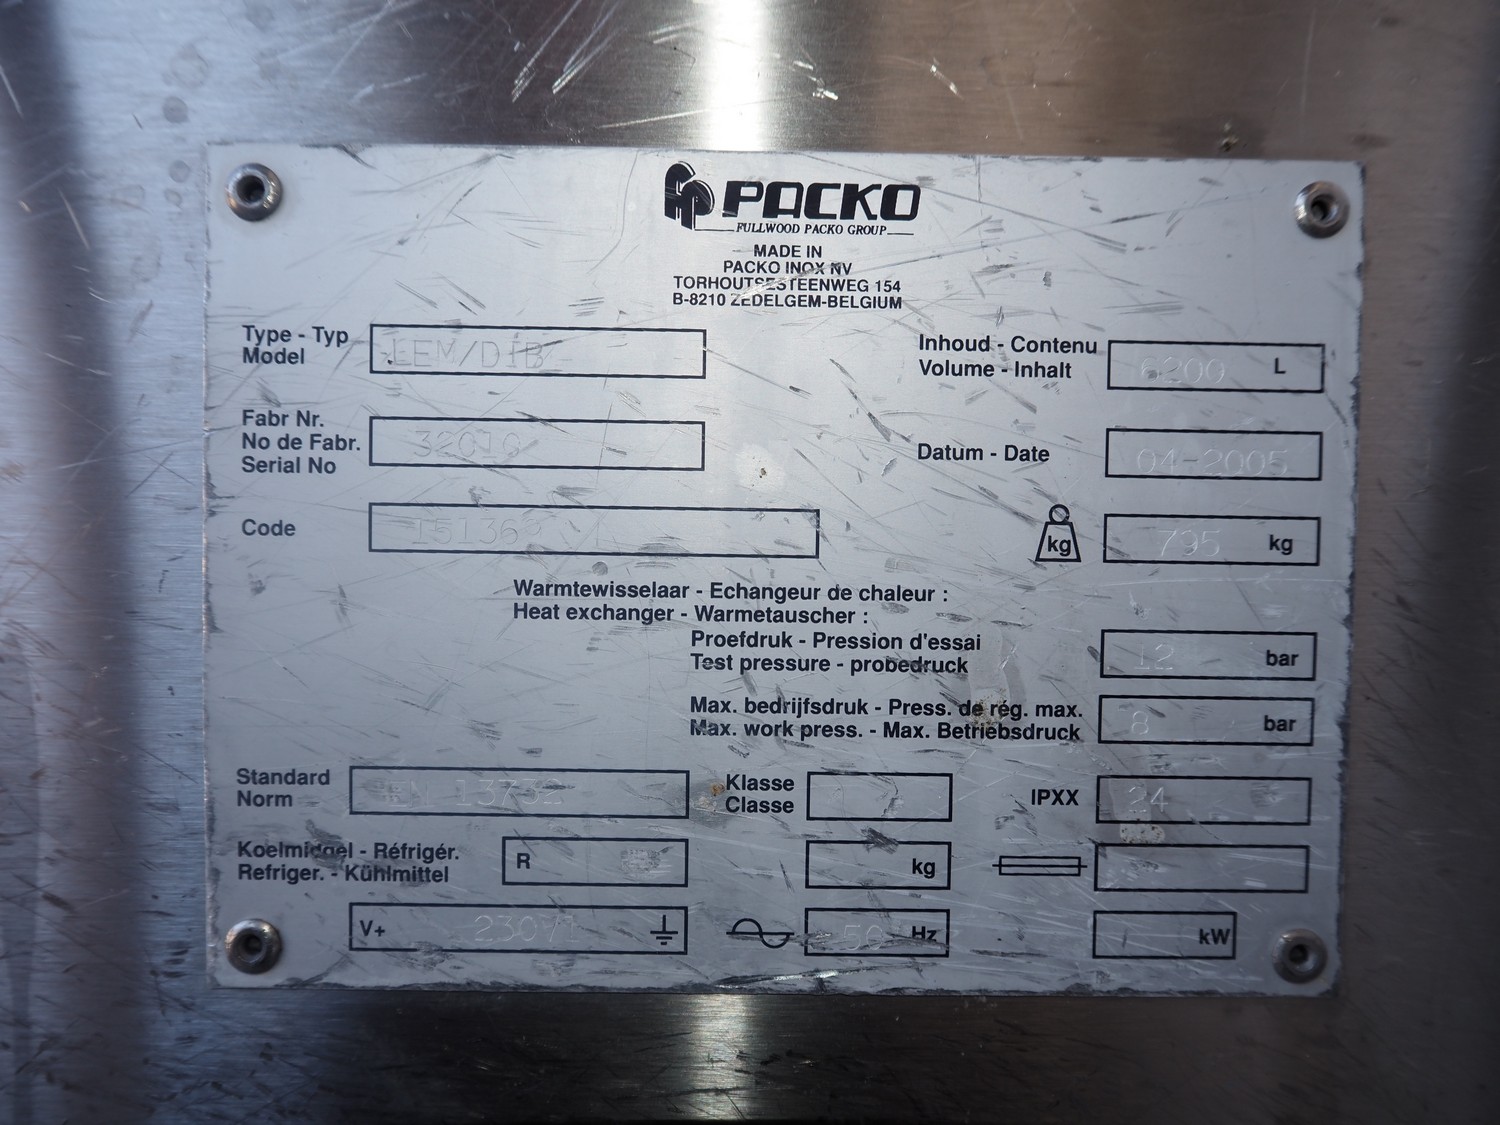 PACKO
FULLWOOD PACKO GROUP
MADE IN
PACKO INOX NV
TORHOUTSESTEENWEG 154
B-8210 ZEDELGEM-BELGIUM
Type - Typ
Model
Inhoud - Contenu
Volume - Inhalt
6200 L
Fabr Nr.
No de Fabr.
Serial No
Datum - Date
04-2005
Code
kg
795 kg
Warmtewisselaar - Echangeur de chaleur :
Heat exchanger - Warmetauscher :
Proefdruk - Pression d'essai
Test pressure - probedruck
12 bar
Max. bedrijfsdruk - Press. de rég. max.
Max. work press. - Max. Betriebsdruck
8 bar
Standard
Norm
EN 13732
Klasse
Classe
IPXX
24
Koelmiddel - Réfrigér.
Refriger. - Kühlmittel
R
kg
V+
50 Hz
kW